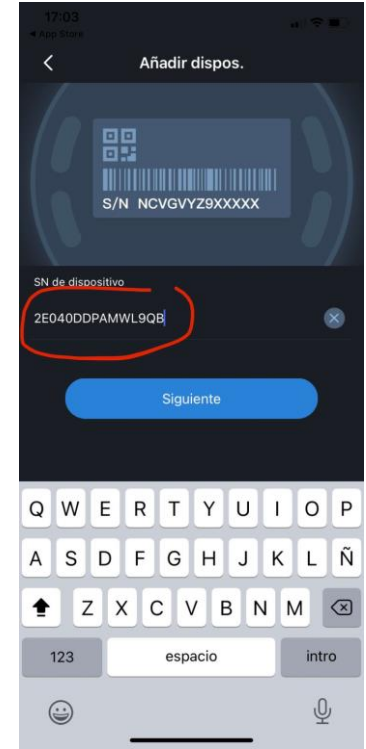 17:03
◀ App Store
Añadir dispos.
S/N NCVGVYZ9XXXXX
SN de dispositivo
2E040DDPAMWL9QB
Siguiente
Q W E R T Y U I O P
A S D F G H J K L Ñ
Z X C V B N M
123 espacio intro